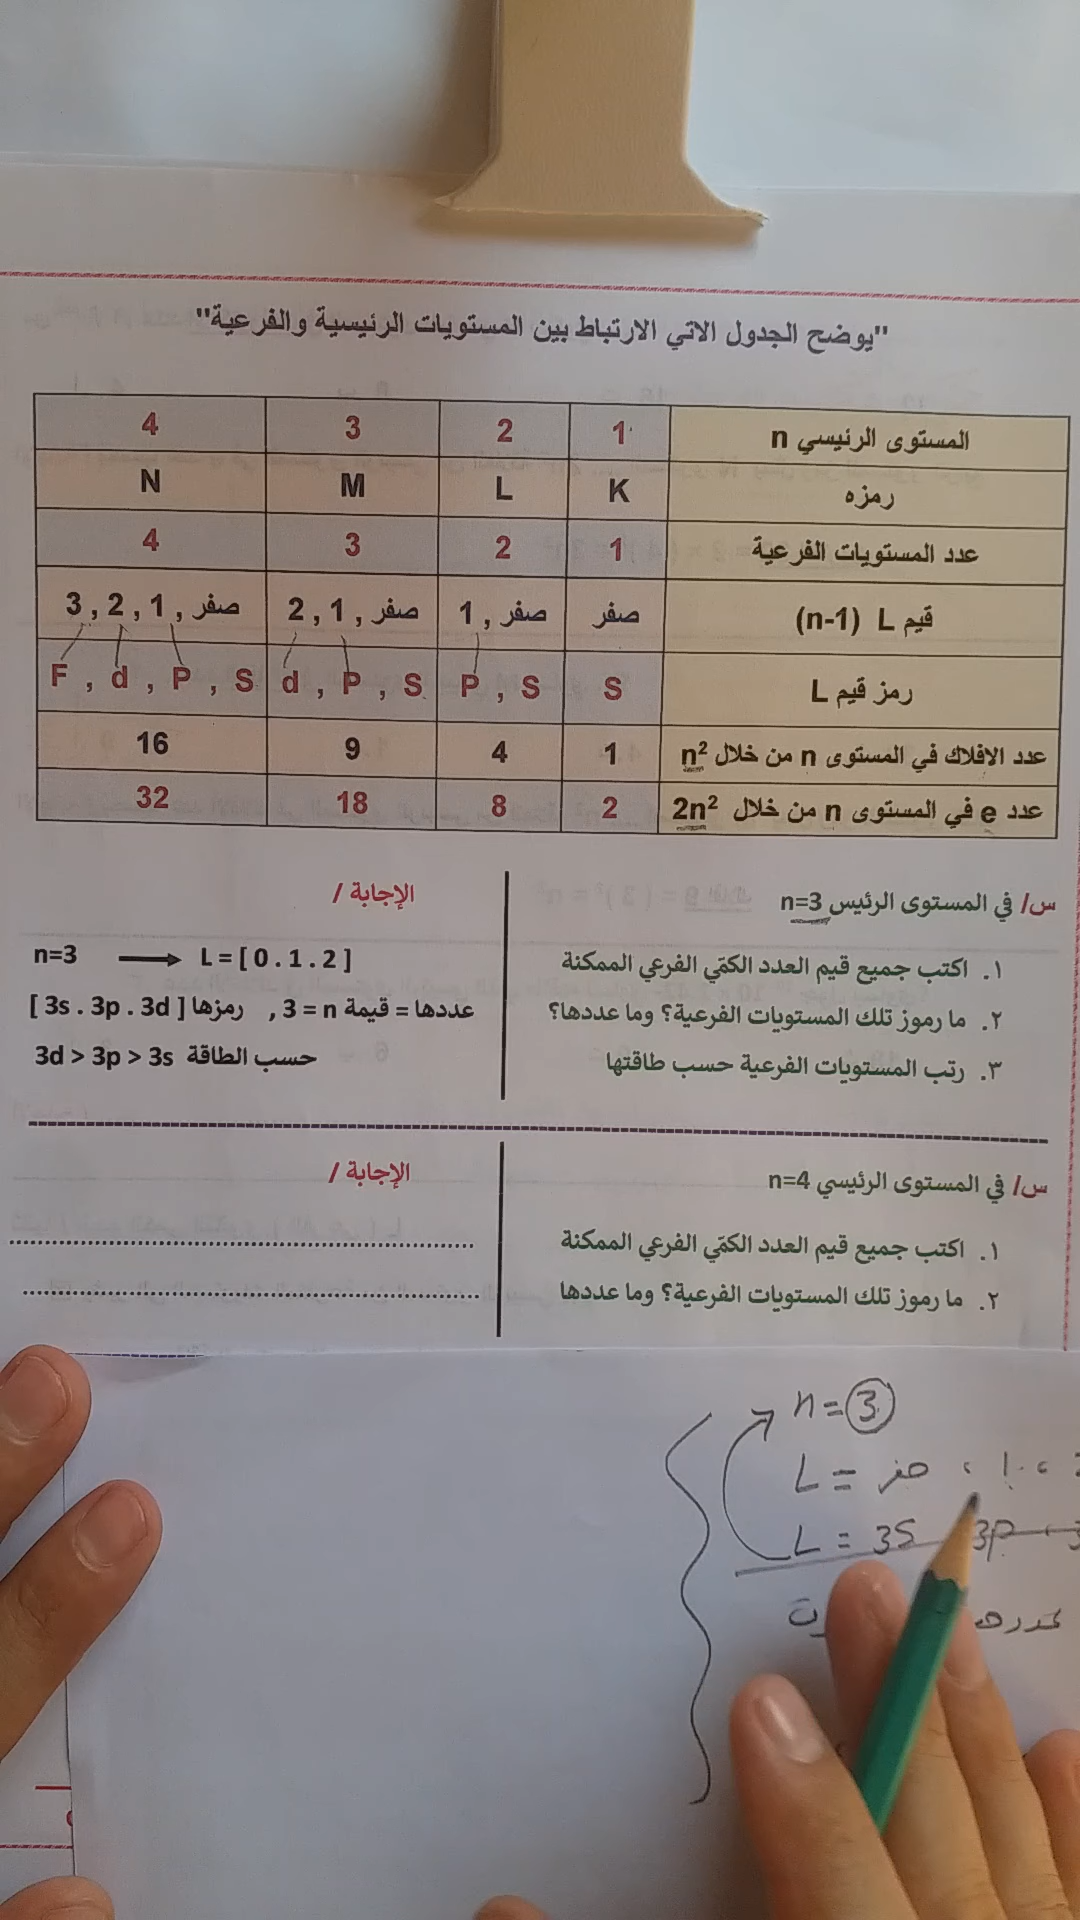 "يوضح الجدول الاتي الارتباط بين المستويات الرئيسية والفرعية"
المستوى الرئيسي n 1 2 3 4
رمزه K L M N
عدد المستويات الفرعية 1 2 3 4
قيم L (n-1) صفر صفر , 1 صفر , 1 , 2 صفر , 1 , 2 , 3
رمز قيم L S S , P S , P , d S , P , d , F
عدد الافلاك في المستوى n من خلال n² 1 4 9 16
عدد e في المستوى n من خلال 2n² 2 8 18 32
س/ في المستوى الرئيس n=3
١. اكتب جميع قيم العدد الكمّي الفرعي الممكنة
٢. ما رموز تلك المستويات الفرعية؟ وما عددها؟
٣. رتب المستويات الفرعية حسب طاقتها
الإجابة /
n=3 ⟶ L = [ 0 . 1 . 2 ]
عددها = قيمة n = 3 , رمزها [ 3s . 3p . 3d ]
حسب الطاقة 3d > 3p > 3s
س/ في المستوى الرئيسي n=4
١. اكتب جميع قيم العدد الكمّي الفرعي الممكنة
٢. ما رموز تلك المستويات الفرعية؟ وما عددها
الإجابة /
n = 3
L = صفر ، 1 ،
L = 3S 3P ، 3